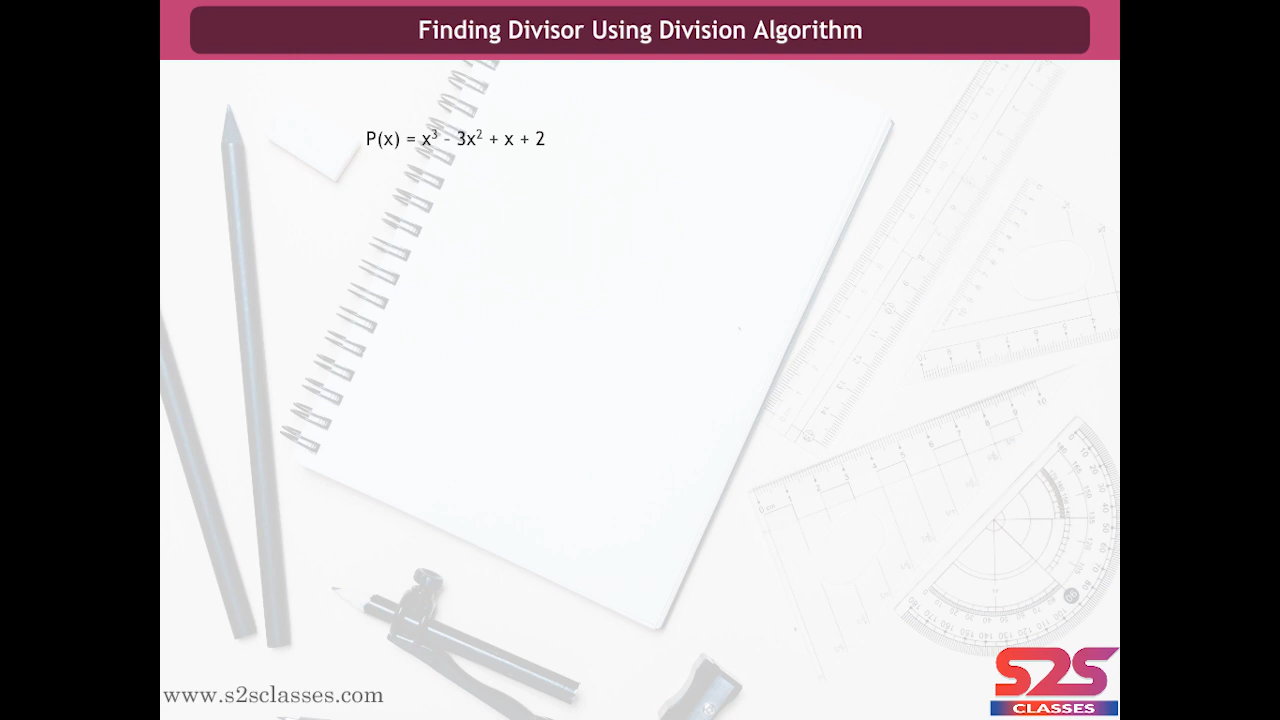 Finding Divisor Using Division Algorithm
P(x) = x³ - 3x² + x + 2
www.s2sclasses.com
S2S
CLASSES